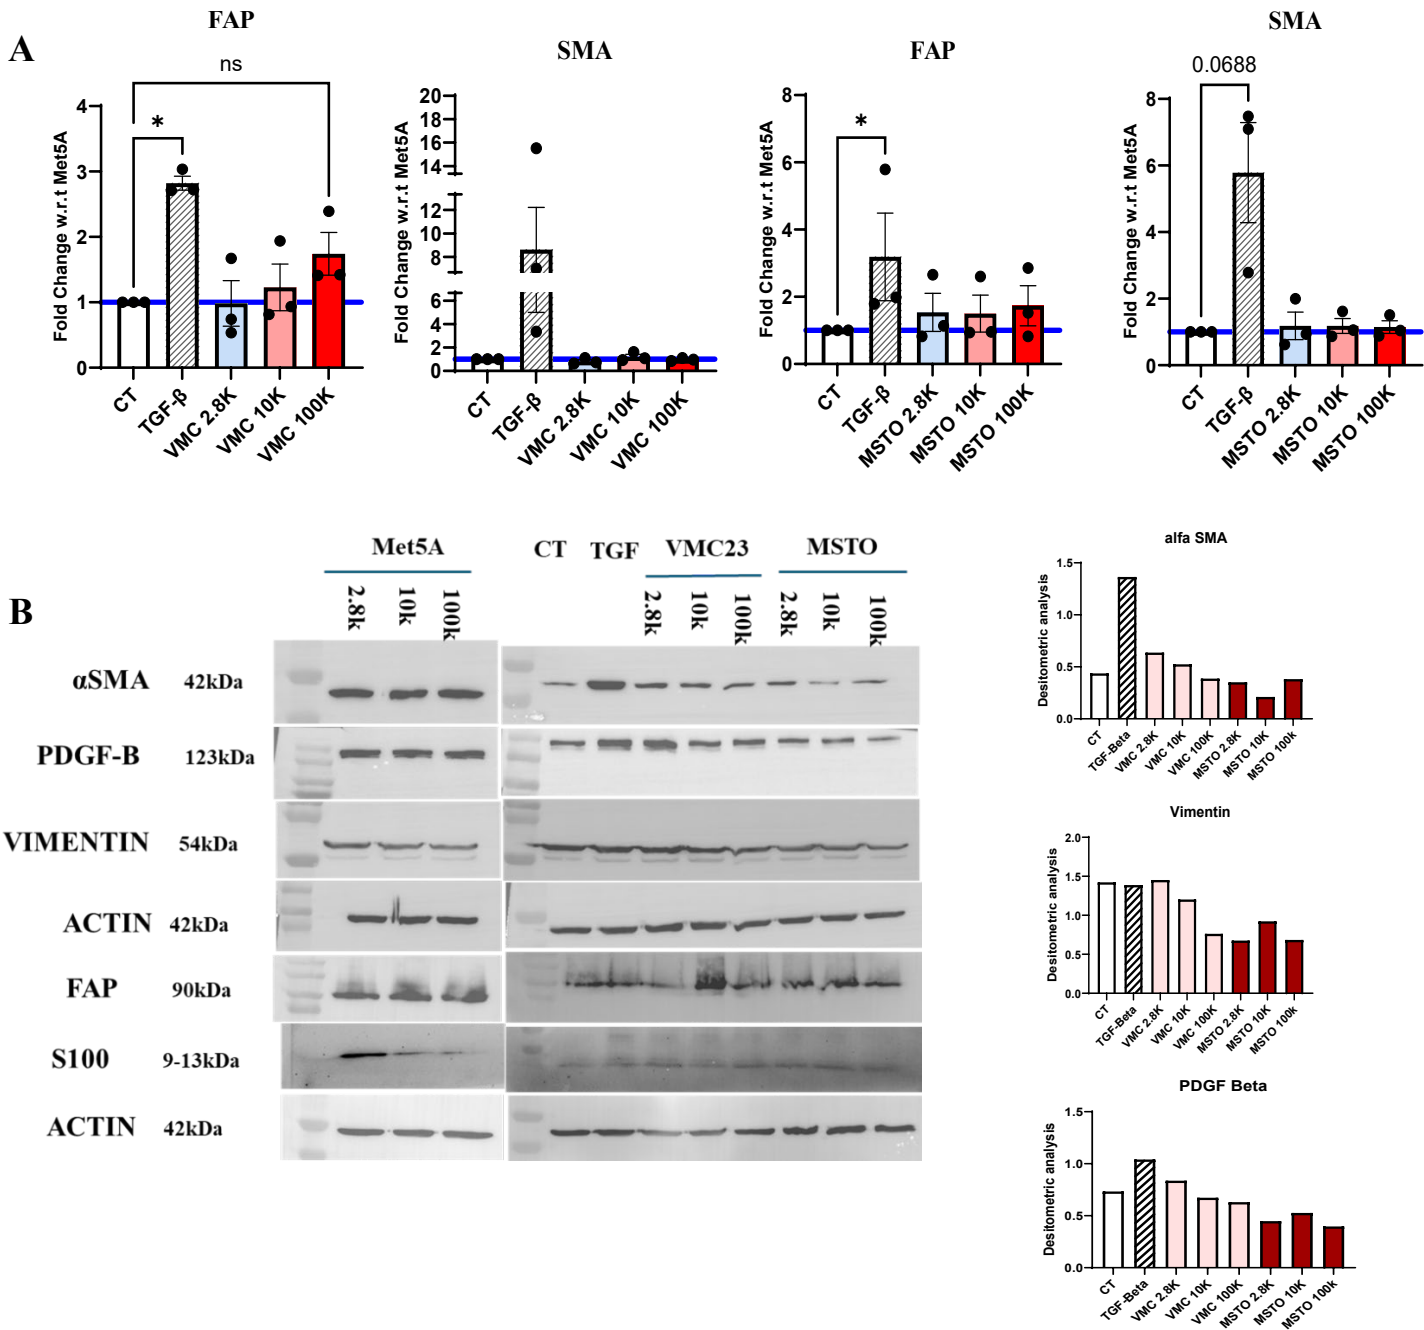 A
FAP
ns
*
Fold Change w.r.t Met5A
4
3
2
1
0
CT
TGF-β
VMC 2.8K
VMC 10K
VMC 100K
SMA
Fold Change w.r.t Met5A
20
18
16
14
12
10
8
6
4
2
0
CT
TGF-β
VMC 2.8K
VMC 10K
VMC 100K
FAP
*
Fold Change w.r.t Met5A
8
6
4
2
0
CT
TGF-β
MSTO 2.8K
MSTO 10K
MSTO 100K
SMA
0.0688
Fold Change w.r.t Met5A
8
6
4
2
0
CT
TGF-β
MSTO 2.8K
MSTO 10K
MSTO 100K
B
Met5A
CT TGF VMC23 MSTO
2.8k 10k 100k
2.8k 10k 100k 2.8k 10k 100k
αSMA 42kDa
PDGF-B 123kDa
VIMENTIN 54kDa
ACTIN 42kDa
FAP 90kDa
S100 9-13kDa
ACTIN 42kDa
alfa SMA
Desitometric analysis
1.5
1.0
0.5
0.0
CT
TGF-Beta
VMC 2.8K
VMC 10K
VMC 100K
MSTO 2.8K
MSTO 10K
MSTO 100k
Vimentin
Desitometric analysis
2.0
1.5
1.0
0.5
0.0
CT
TGF-Beta
VMC 2.8K
VMC 10K
VMC 100K
MSTO 2.8K
MSTO 10K
MSTO 100k
PDGF Beta
Desitometric analysis
1.5
1.0
0.5
0.0
CT
TGF-Beta
VMC 2.8K
VMC 10K
VMC 100K
MSTO 2.8K
MSTO 10K
MSTO 100k